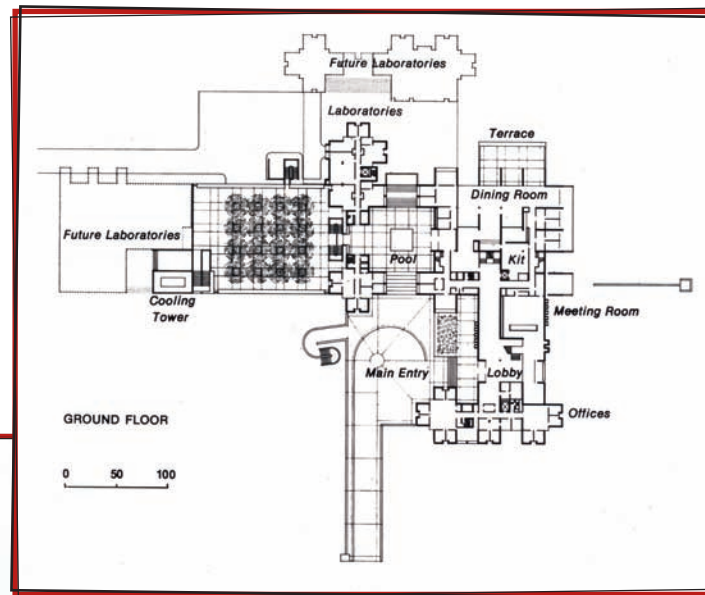 Future Laboratories
Laboratories
Terrace
Dining Room
Future Laboratories
Pool
Kit
Cooling
Tower
Meeting Room
Main Entry
Lobby
Offices
GROUND FLOOR
0 50 100